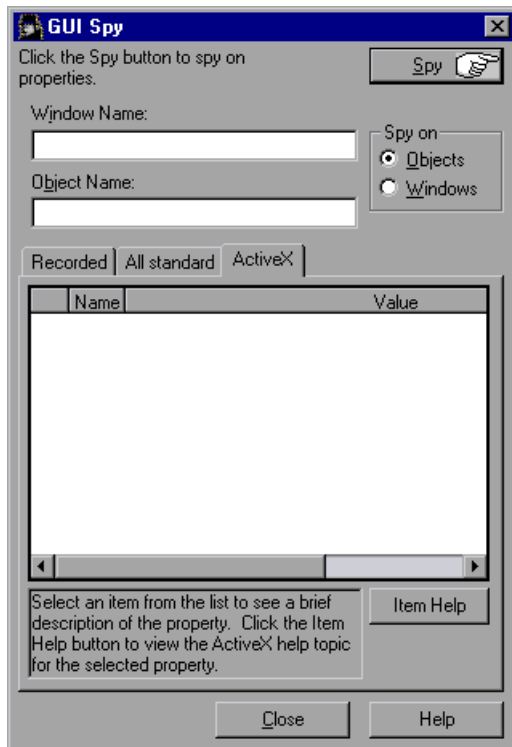 GUI Spy
Click the Spy button to spy on
properties.
Spy
Window Name:
Spy on
Objects
Windows
Object Name:
Recorded
All standard
ActiveX
Name
Value
Select an item from the list to see a brief
description of the property.  Click the Item
Help button to view the ActiveX help topic
for the selected property.
Item Help
Close
Help